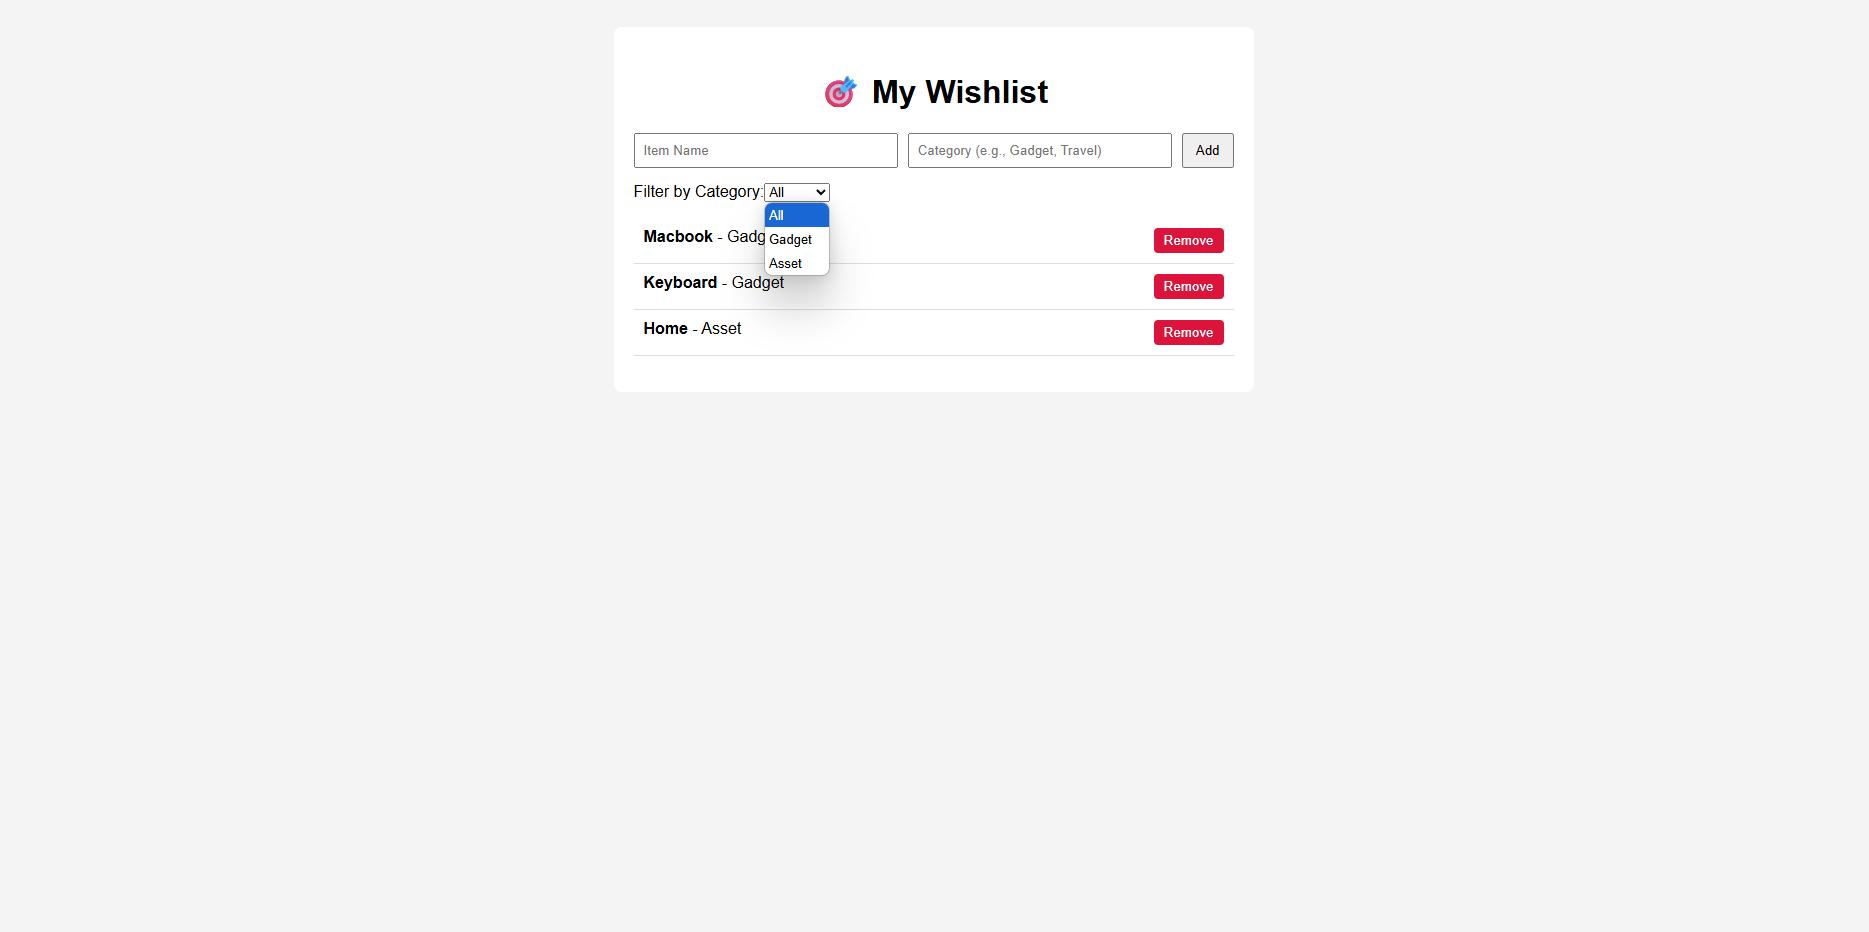 🎯 My Wishlist
Item Name
Category (e.g., Gadget, Travel)
Add
Filter by Category:
All
All
Gadget
Asset
Macbook - Gadg
Remove
Keyboard - Gadget
Remove
Home - Asset
Remove